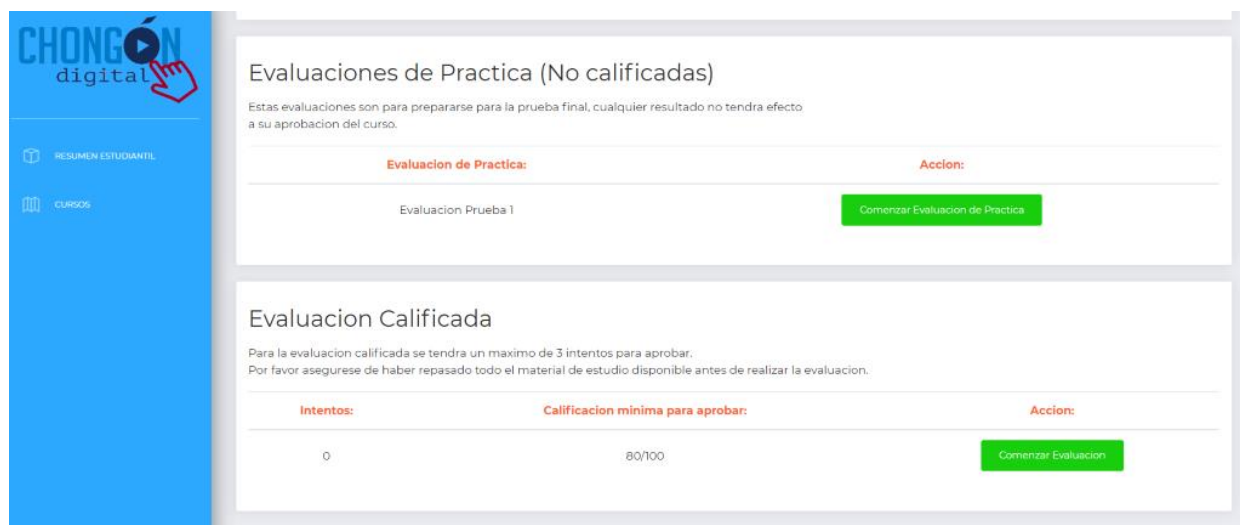 CHONGÓN
digital
RESUMEN ESTUDIANTIL
CURSOS
Evaluaciones de Practica (No calificadas)
Estas evaluaciones son para prepararse para la prueba final, cualquier resultado no tendra efecto
a su aprobacion del curso.
Evaluacion de Practica: Accion:
Evaluacion Prueba 1 Comenzar Evaluacion de Practica
Evaluacion Calificada
Para la evaluacion calificada se tendra un maximo de 3 intentos para aprobar.
Por favor asegurese de haber repasado todo el material de estudio disponible antes de realizar la evaluacion.
Intentos: Calificacion minima para aprobar: Accion:
0 80/100 Comenzar Evaluacion